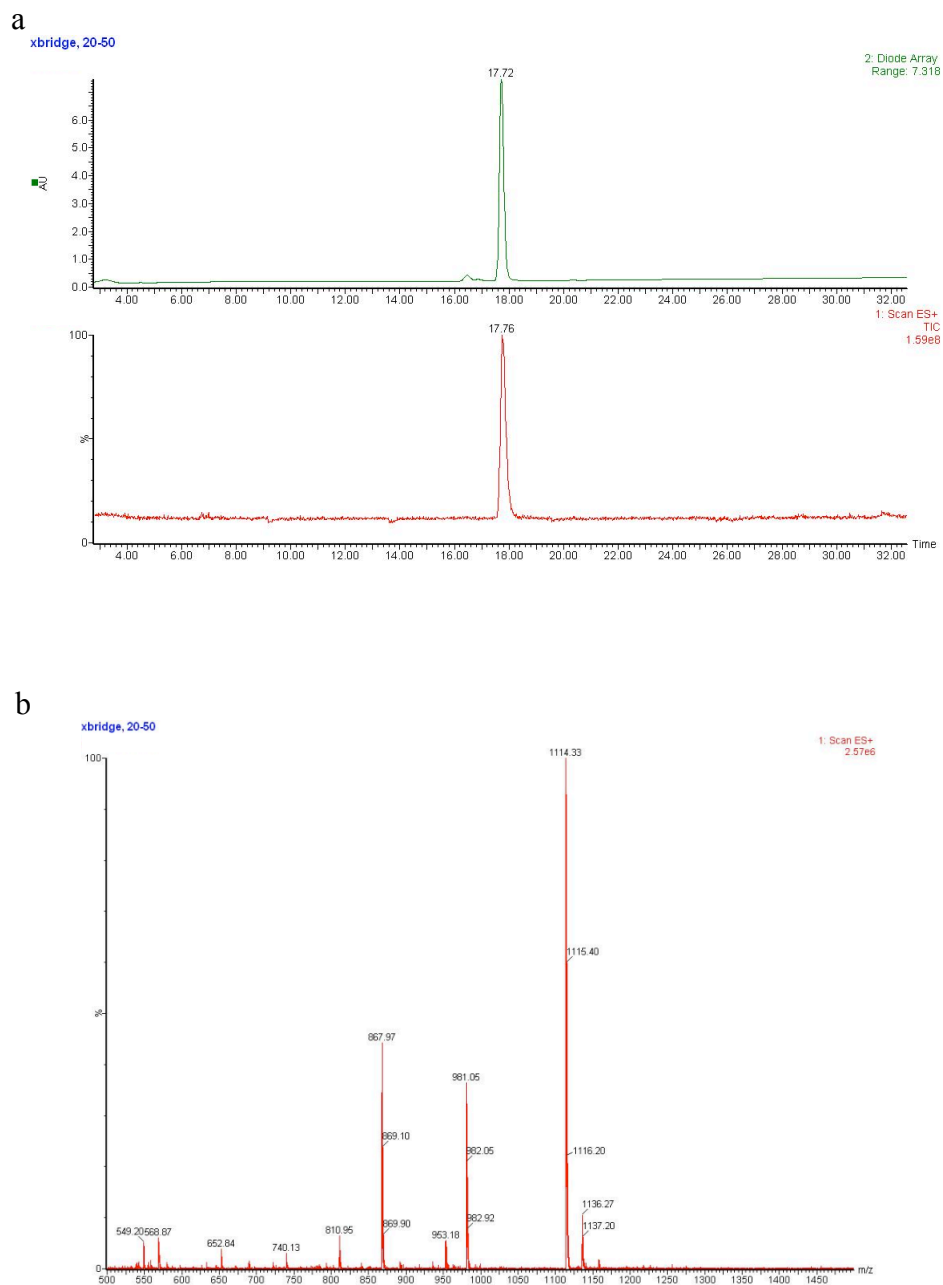 a
xbridge, 20-50
2: Diode Array
Range: 7.318
17.72
6.0
5.0
4.0
AU
3.0
2.0
1.0
0.0
4.00 6.00 8.00 10.00 12.00 14.00 16.00 18.00 20.00 22.00 24.00 26.00 28.00 30.00 32.00
1: Scan ES+
TIC
1.59e8
17.76
100
%
0
4.00 6.00 8.00 10.00 12.00 14.00 16.00 18.00 20.00 22.00 24.00 26.00 28.00 30.00 32.00
Time
b
xbridge, 20-50
1: Scan ES+
2.57e6
1114.33
100
1115.40
%
867.97
981.05
869.10
982.05
1116.20
1136.27
869.90
982.92
1137.20
549.20 568.87
810.95
953.18
652.84
740.13
0
500 550 600 650 700 750 800 850 900 950 1000 1050 1100 1150 1200 1250 1300 1350 1400 1450
m/z